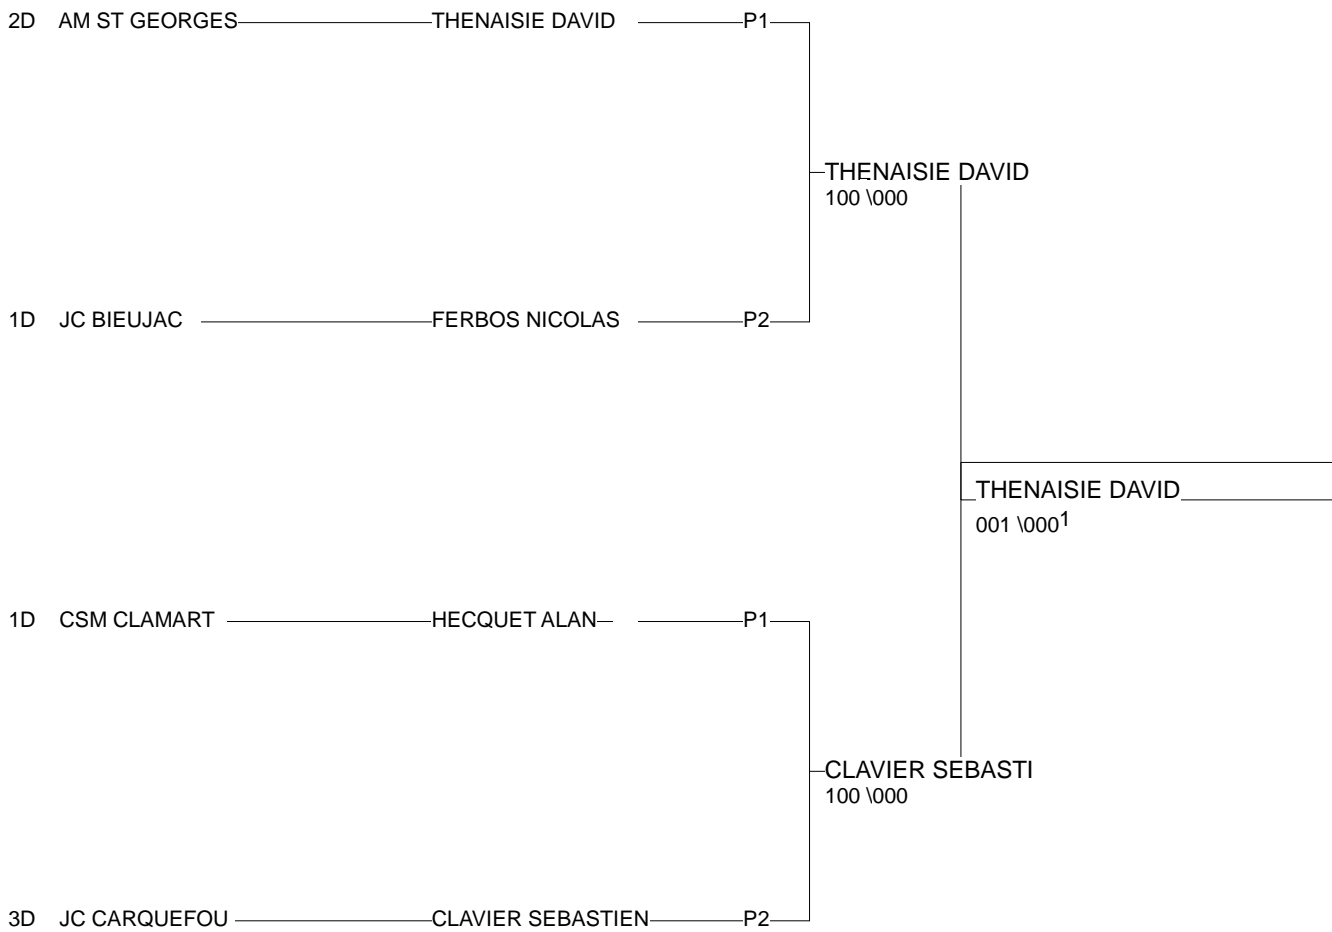 2D AM ST GEORGES THENAISIE DAVID P1
THENAISIE DAVID
100 \000
1D JC BIEUJAC FERBOS NICOLAS P2
THENAISIE DAVID
001 \000 1
1D CSM CLAMART HECQUET ALAN P1
CLAVIER SEBASTI
100 \000
3D JC CARQUEFOU CLAVIER SEBASTIEN P2